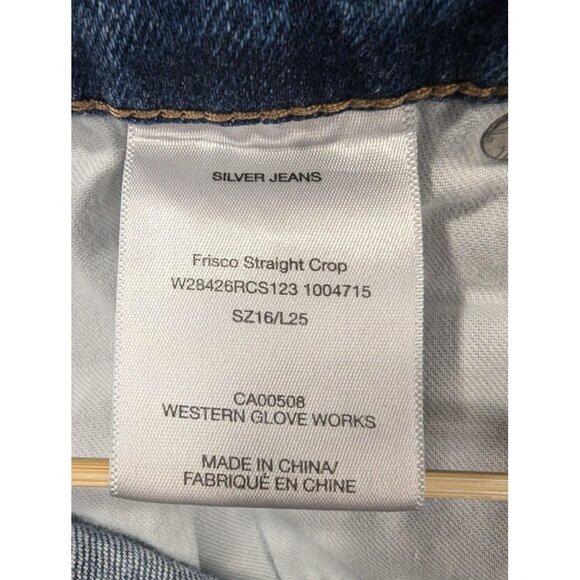 SILVER JEANS
Frisco Straight Crop
W28426RCS123 1004715
SZ16/L25
CA00508
WESTERN GLOVE WORKS
MADE IN CHINA/
FABRIQUÉ EN CHINE